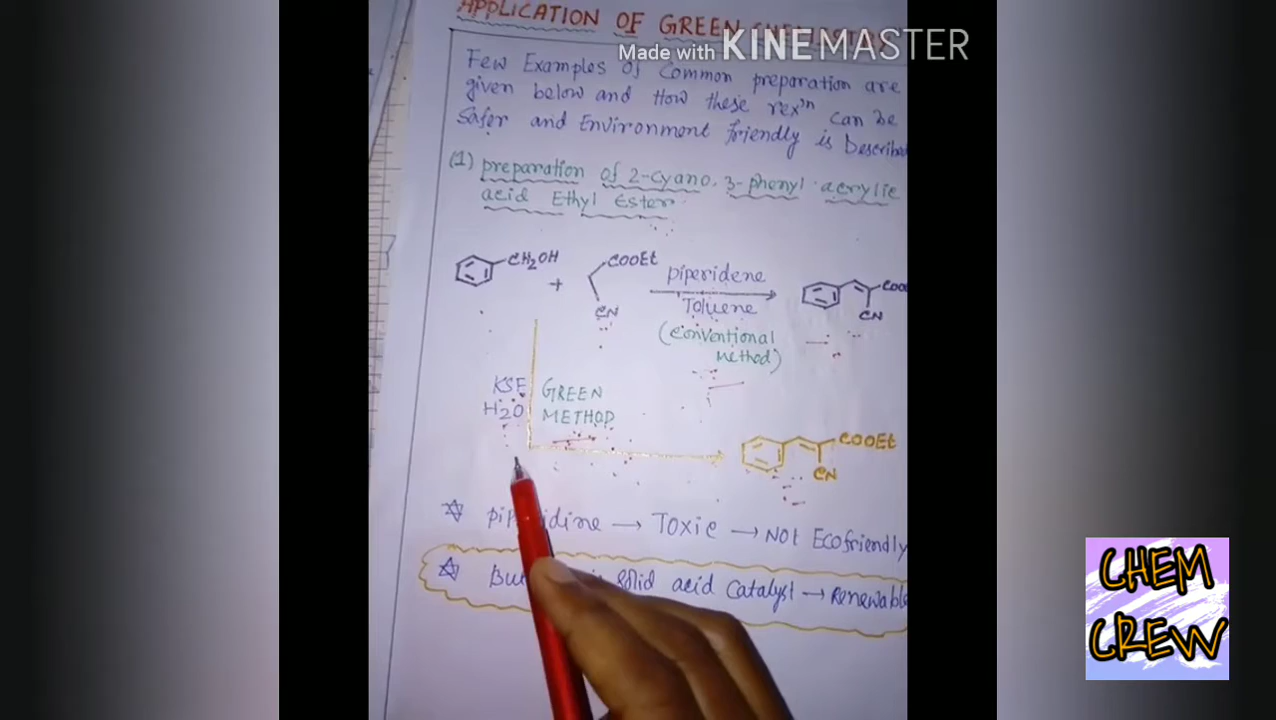 APPLICATION OF GREEN
Made with KINEMASTER
Few Examples of Common preparation are
given below and How these rexⁿ can be
Safer and Environment friendly is Described
(1) preparation of 2-Cyano, 3-phenyl acrylic
acid Ethyl Ester
CH2OH
+
COOEt
CN
piperidene
Toluene
(Conventional
Method)
COO
CN
KSF
H2O
GREEN
METHOD
COOEt
CN
idine → Toxic → Not Ecofriendly
But solid acid Catalyst → Renewable
CHEM
CREW